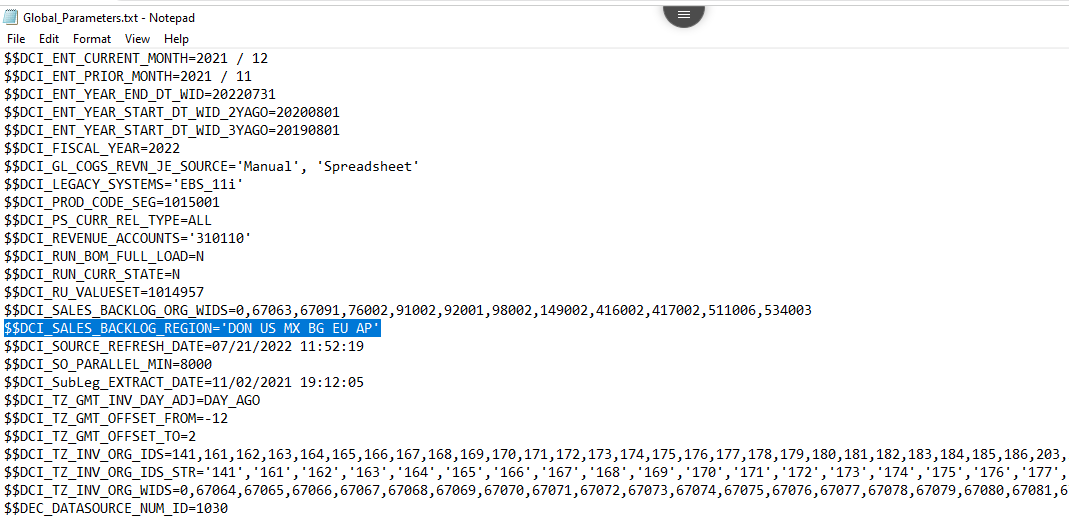 Global_Parameters.txt - Notepad
File Edit Format View Help
$$DCI_ENT_CURRENT_MONTH=2021 / 12
$$DCI_ENT_PRIOR_MONTH=2021 / 11
$$DCI_ENT_YEAR_END_DT_WID=20220731
$$DCI_ENT_YEAR_START_DT_WID_2YAGO=20200801
$$DCI_ENT_YEAR_START_DT_WID_3YAGO=20190801
$$DCI_FISCAL_YEAR=2022
$$DCI_GL_COGS_REVN_JE_SOURCE='Manual', 'Spreadsheet'
$$DCI_LEGACY_SYSTEMS='EBS_11i'
$$DCI_PROD_CODE_SEG=1015001
$$DCI_PS_CURR_REL_TYPE=ALL
$$DCI_REVENUE_ACCOUNTS='310110'
$$DCI_RUN_BOM_FULL_LOAD=N
$$DCI_RUN_CURR_STATE=N
$$DCI_RU_VALUESET=1014957
$$DCI_SALES_BACKLOG_ORG_WIDS=0,67063,67091,76002,91002,92001,98002,149002,416002,417002,511006,534003
$$DCI_SALES_BACKLOG_REGION='DON US MX BG EU AP'
$$DCI_SOURCE_REFRESH_DATE=07/21/2022 11:52:19
$$DCI_SO_PARALLEL_MIN=8000
$$DCI_SubLeg_EXTRACT_DATE=11/02/2021 19:12:05
$$DCI_TZ_GMT_INV_DAY_ADJ=DAY_AGO
$$DCI_TZ_GMT_OFFSET_FROM=-12
$$DCI_TZ_GMT_OFFSET_TO=2
$$DCI_TZ_INV_ORG_IDS=141,161,162,163,164,165,166,167,168,169,170,171,172,173,174,175,176,177,178,179,180,181,182,183,184,185,186,203,
$$DCI_TZ_INV_ORG_IDS_STR='141','161','162','163','164','165','166','167','168','169','170','171','172','173','174','175','176','177',
$$DCI_TZ_INV_ORG_WIDS=0,67064,67065,67066,67067,67068,67069,67070,67071,67072,67073,67074,67075,67076,67077,67078,67079,67080,67081,6
$$DEC_DATASOURCE_NUM_ID=1030